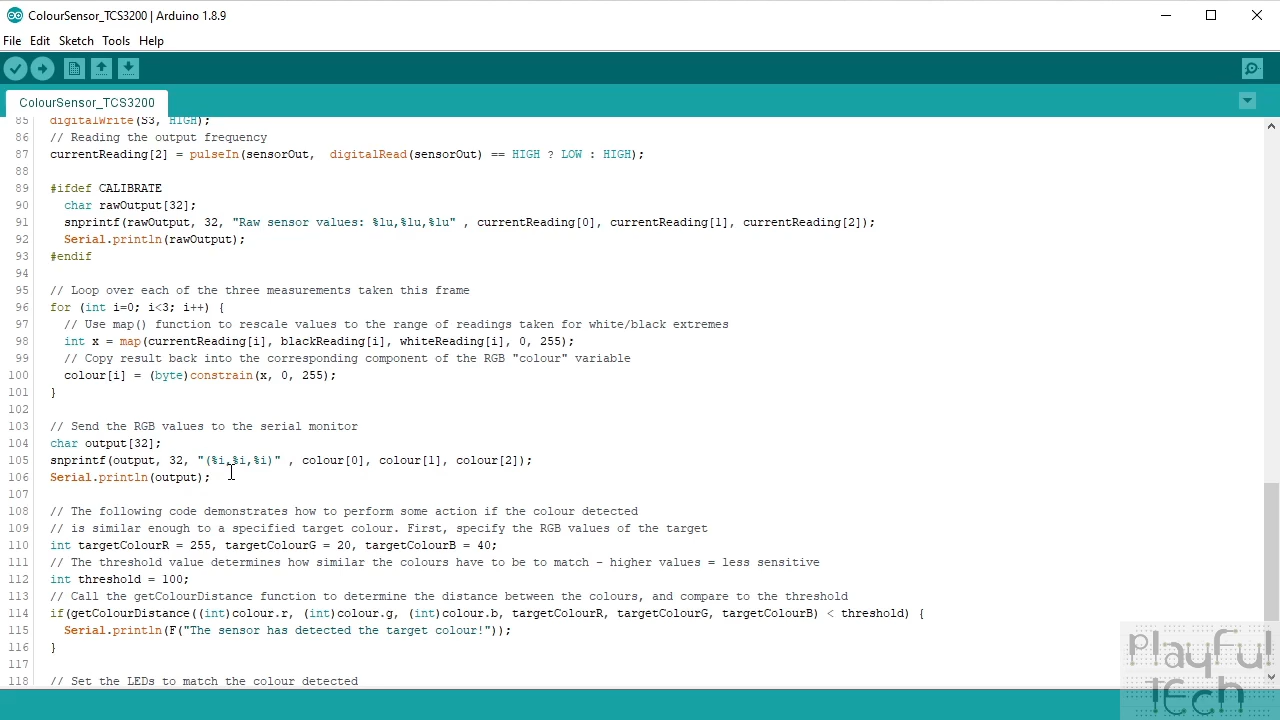 ColourSensor_TCS3200 | Arduino 1.8.9
File Edit Sketch Tools Help
ColourSensor_TCS3200
85 digitalWrite(S3, HIGH);
86 // Reading the output frequency
87 currentReading[2] = pulseIn(sensorOut,  digitalRead(sensorOut) == HIGH ? LOW : HIGH);
88
89 #ifdef CALIBRATE
90   char rawOutput[32];
91   snprintf(rawOutput, 32, "Raw sensor values: %lu,%lu,%lu" , currentReading[0], currentReading[1], currentReading[2]);
92   Serial.println(rawOutput);
93 #endif
94
95 // Loop over each of the three measurements taken this frame
96 for (int i=0; i<3; i++) {
97   // Use map() function to rescale values to the range of readings taken for white/black extremes
98   int x = map(currentReading[i], blackReading[i], whiteReading[i], 0, 255);
99   // Copy result back into the corresponding component of the RGB "colour" variable
100   colour[i] = (byte)constrain(x, 0, 255);
101 }
102
103 // Send the RGB values to the serial monitor
104 char output[32];
105 snprintf(output, 32, "(%i,%i,%i)" , colour[0], colour[1], colour[2]);
106 Serial.println(output);
107
108 // The following code demonstrates how to perform some action if the colour detected
109 // is similar enough to a specified target colour. First, specify the RGB values of the target
110 int targetColourR = 255, targetColourG = 20, targetColourB = 40;
111 // The threshold value determines how similar the colours have to be to match - higher values = less sensitive
112 int threshold = 100;
113 // Call the getColourDistance function to determine the distance between the colours, and compare to the threshold
114 if(getColourDistance((int)colour.r, (int)colour.g, (int)colour.b, targetColourR, targetColourG, targetColourB) < threshold) {
115   Serial.println(F("The sensor has detected the target colour!"));
116 }
117
118 // Set the LEDs to match the colour detected
playful
tech